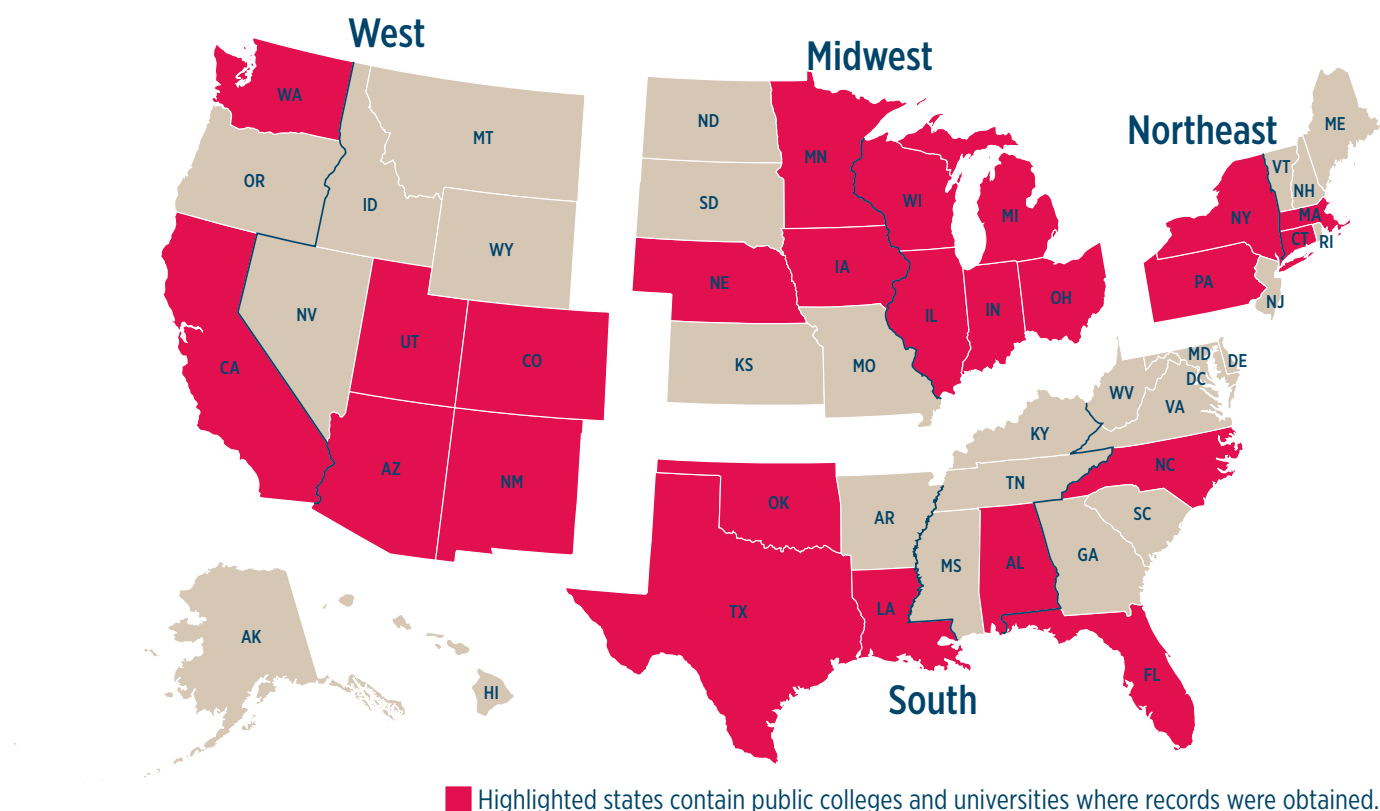 West
WA
MT
OR
ID
WY
NV
UT
CO
CA
AZ
NM
AK
HI
Midwest
ND
MN
SD
WI
MI
NE
IA
IL
IN
OH
KS
MO
Northeast
ME
VT
NH
NY
MA
CT
RI
PA
NJ
MD
DE
DC
WV
VA
KY
NC
TN
OK
AR
SC
MS
AL
GA
TX
LA
FL
South
Highlighted states contain public colleges and universities where records were obtained.